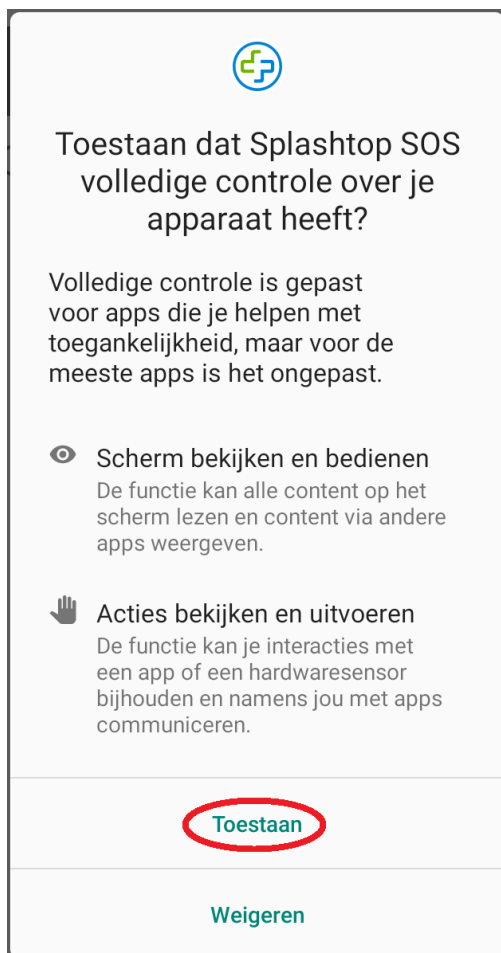 Toestaan dat Splashtop SOS
volledige controle over je
apparaat heeft?
Volledige controle is gepast
voor apps die je helpen met
toegankelijkheid, maar voor de
meeste apps is het ongepast.
Scherm bekijken en bedienen
De functie kan alle content op het
scherm lezen en content via andere
apps weergeven.
Acties bekijken en uitvoeren
De functie kan je interacties met
een app of een hardwaresensor
bijhouden en namens jou met apps
communiceren.
Toestaan
Weigeren